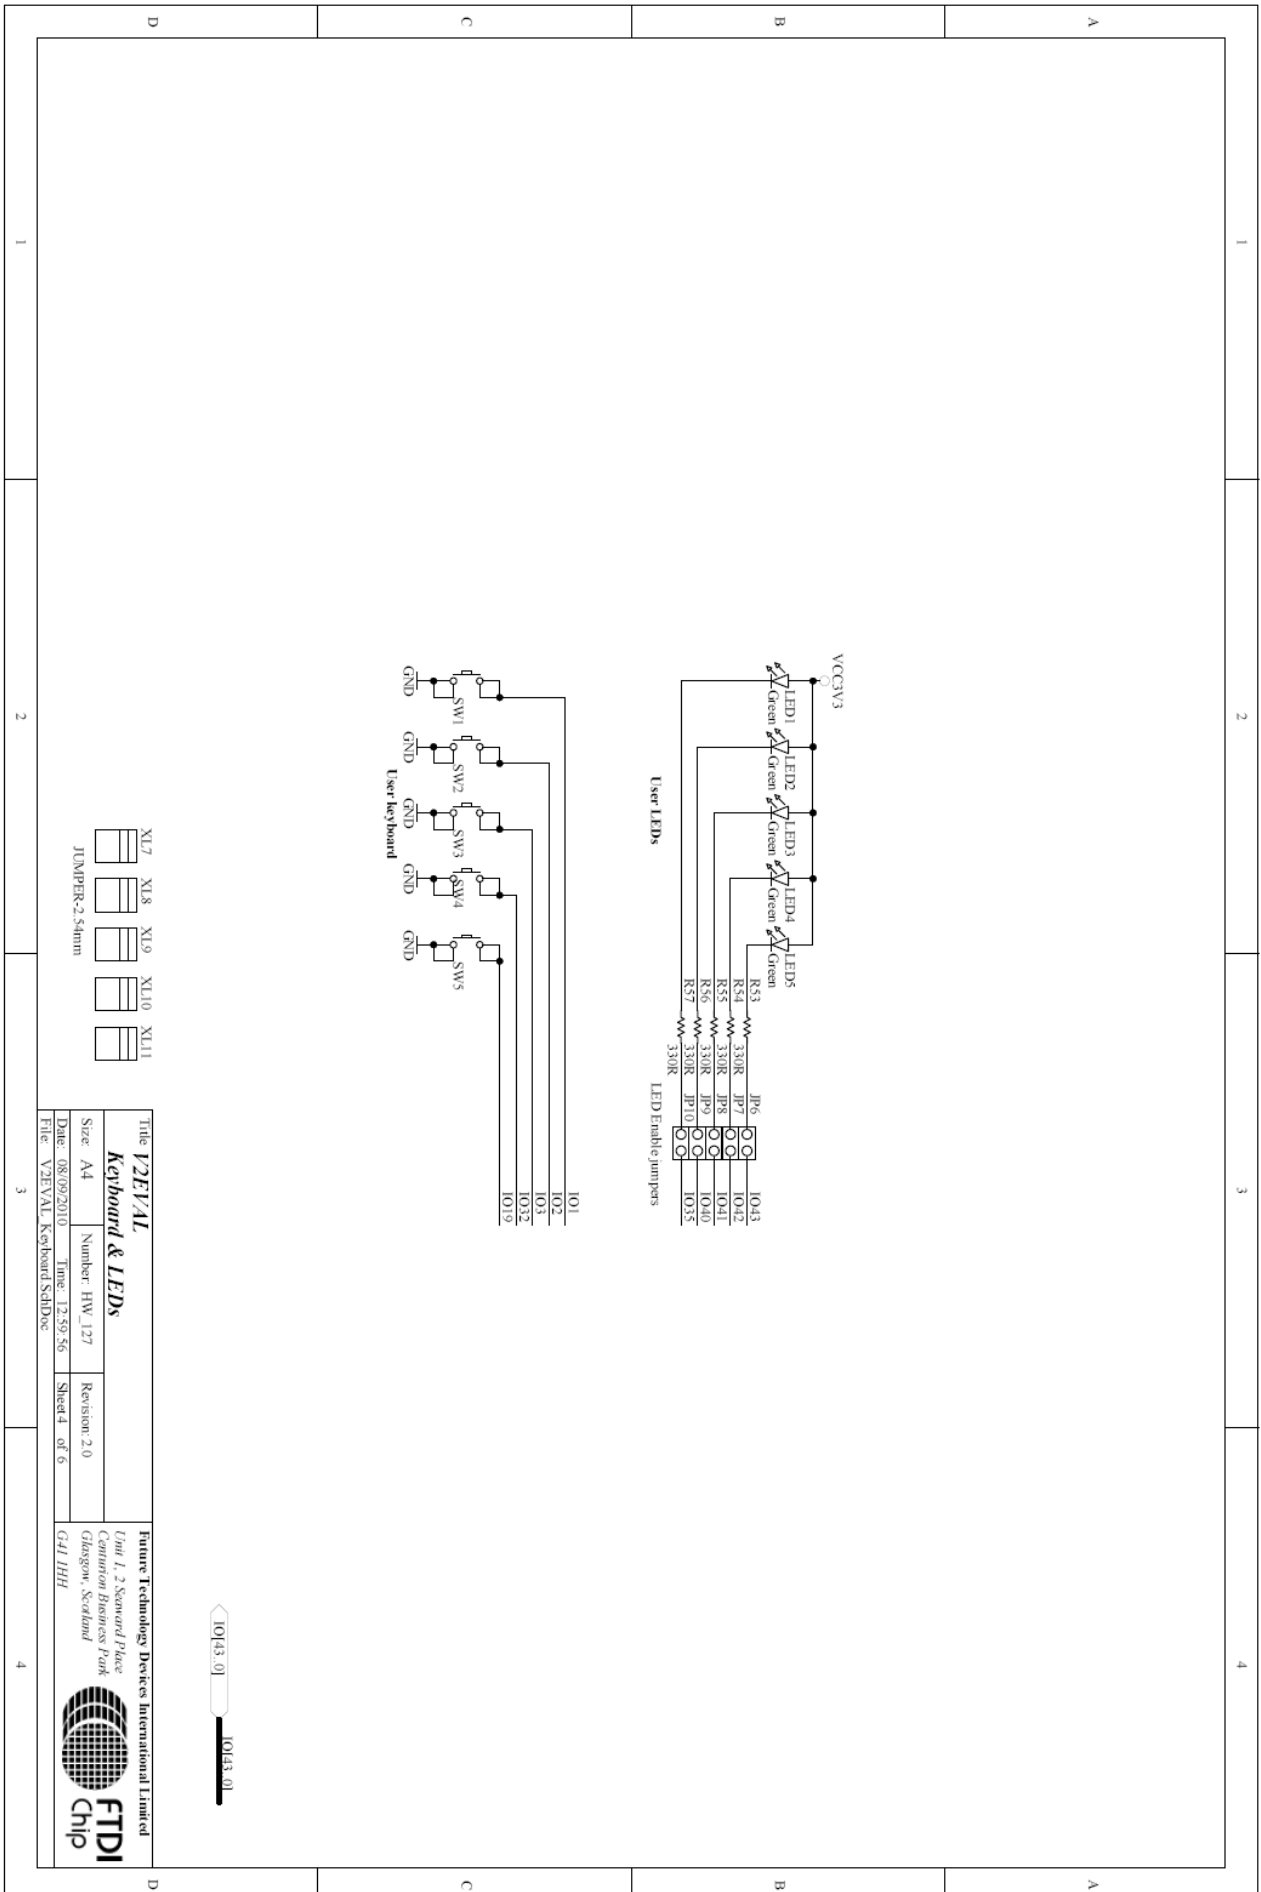 1
2
3
4
A
B
C
D
VCC3V3
LED1
Green
LED2
Green
LED3
Green
LED4
Green
LED5
Green
R53
330R
R54
330R
R55
330R
R56
330R
R57
330R
JP6
JP7
JP8
JP9
JP10
IO43
IO42
IO41
IO40
IO35
User LEDs
LED Enable jumpers
IO1
IO2
IO3
IO32
IO19
SW1
SW2
SW3
SW4
SW5
GND
GND
GND
GND
GND
User keyboard
IO[43..0]
IO[43..0]
XL7
XL8
XL9
XL10
XL11
JUMPER-2.54mm
Title V2EVAL
Keyboard & LEDs
Size: A4
Number: HW_127
Revision: 2.0
Date: 08/09/2010
Time: 12:59:56
Sheet 4 of 6
File: V2EVAL_Keyboard.SchDoc
Future Technology Devices International Limited
Unit 1, 2 Seaward Place
Centurion Business Park
Glasgow, Scotland
G41 1HH
FTDI
Chip
1
2
3
4
A
B
C
D